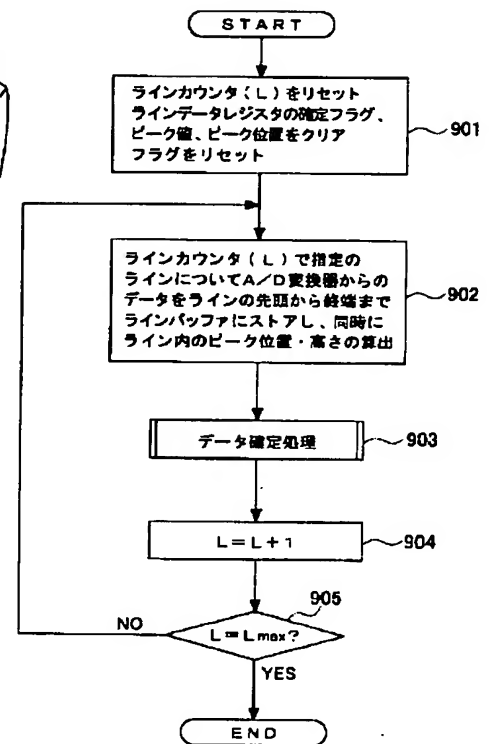 START
ラインカウンタ(L)をリセット
ラインデータレジスタの確定フラグ、
ピーク値、ピーク位置をクリア
フラグをリセット
901
ラインカウンタ(L)で指定の
ラインについてA/D変換器からの
データをラインの先頭から終端まで
ラインバッファにストアし、同時に
ライン内のピーク位置・高さの算出
902
データ確定処理
903
L=L+1
904
905
L=Lmax?
NO
YES
END